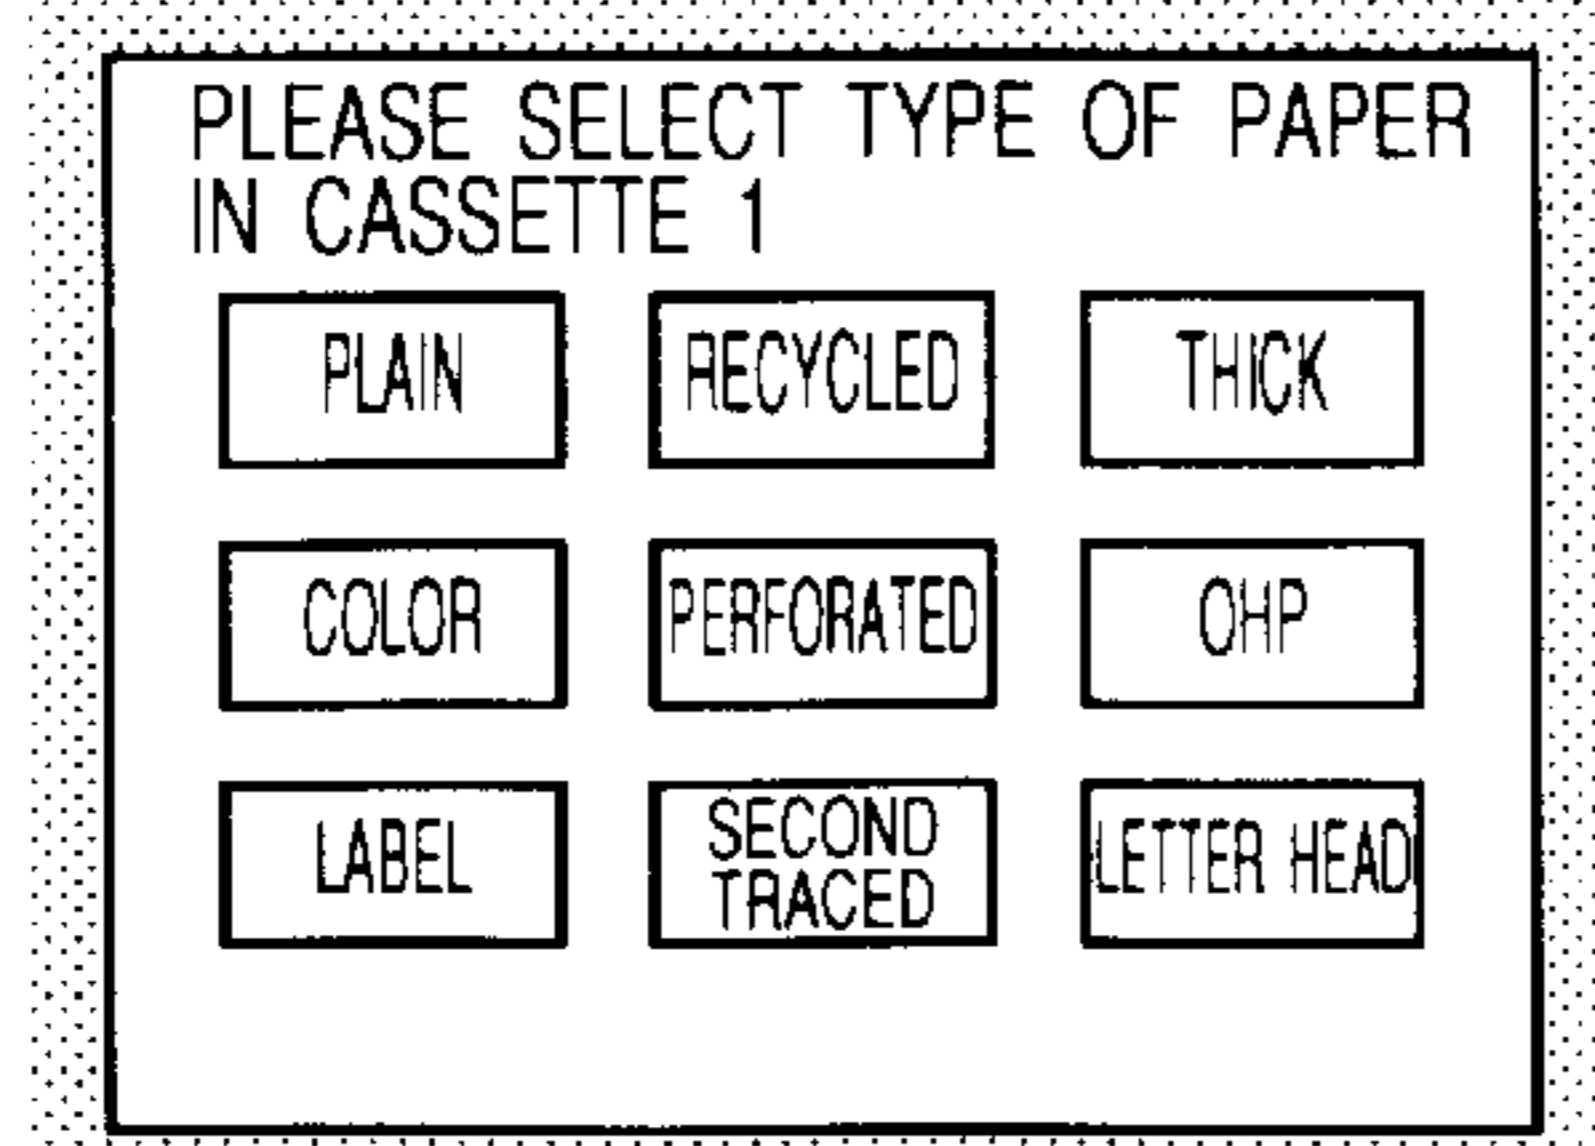 PLEASE SELECT TYPE OF PAPER
IN CASSETTE 1
PLAIN
RECYCLED
THICK
COLOR
PERFORATED
OHP
LABEL
SECOND
TRACED
LETTER HEAD